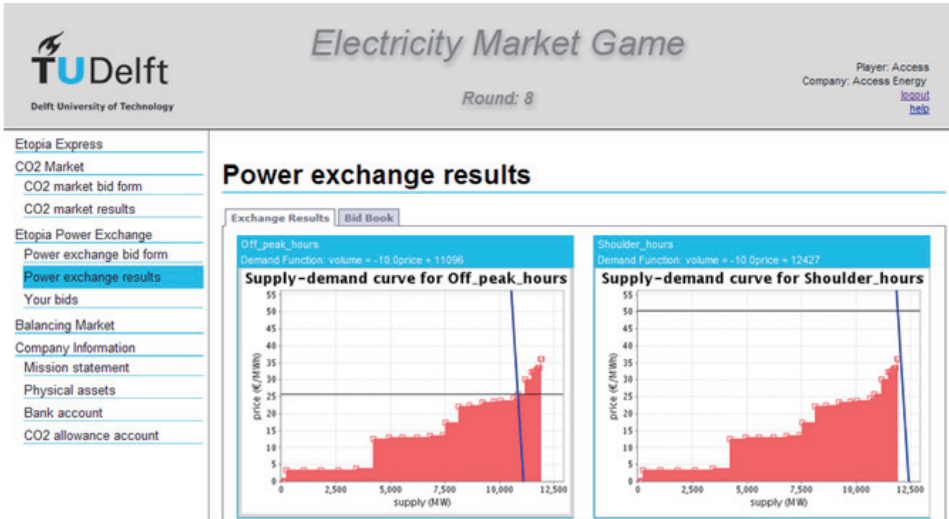 TUDelft
Delft University of Technology
Electricity Market Game
Round: 8
Player: Access
Company: Access Energy
logout
help
Etopia Express
CO2 Market
CO2 market bid form
CO2 market results
Etopia Power Exchange
Power exchange bid form
Power exchange results
Your bids
Balancing Market
Company Information
Mission statement
Physical assets
Bank account
CO2 allowance account
Power exchange results
Exchange Results
Bid Book
Off_peak_hours
Demand Function: volume = -10.0price + 11096
Supply-demand curve for Off_peak_hours
price (€/MWh)
55
50
45
40
35
30
25
20
15
10
5
0
0 2,500 5,000 7,500 10,000 12,500
supply (MW)
Shoulder_hours
Demand Function: volume = -10.0price + 12427
Supply-demand curve for Shoulder_hours
price (€/MWh)
55
50
45
40
35
30
25
20
15
10
5
0
0 2,500 5,000 7,500 10,000 12,500
supply (MW)